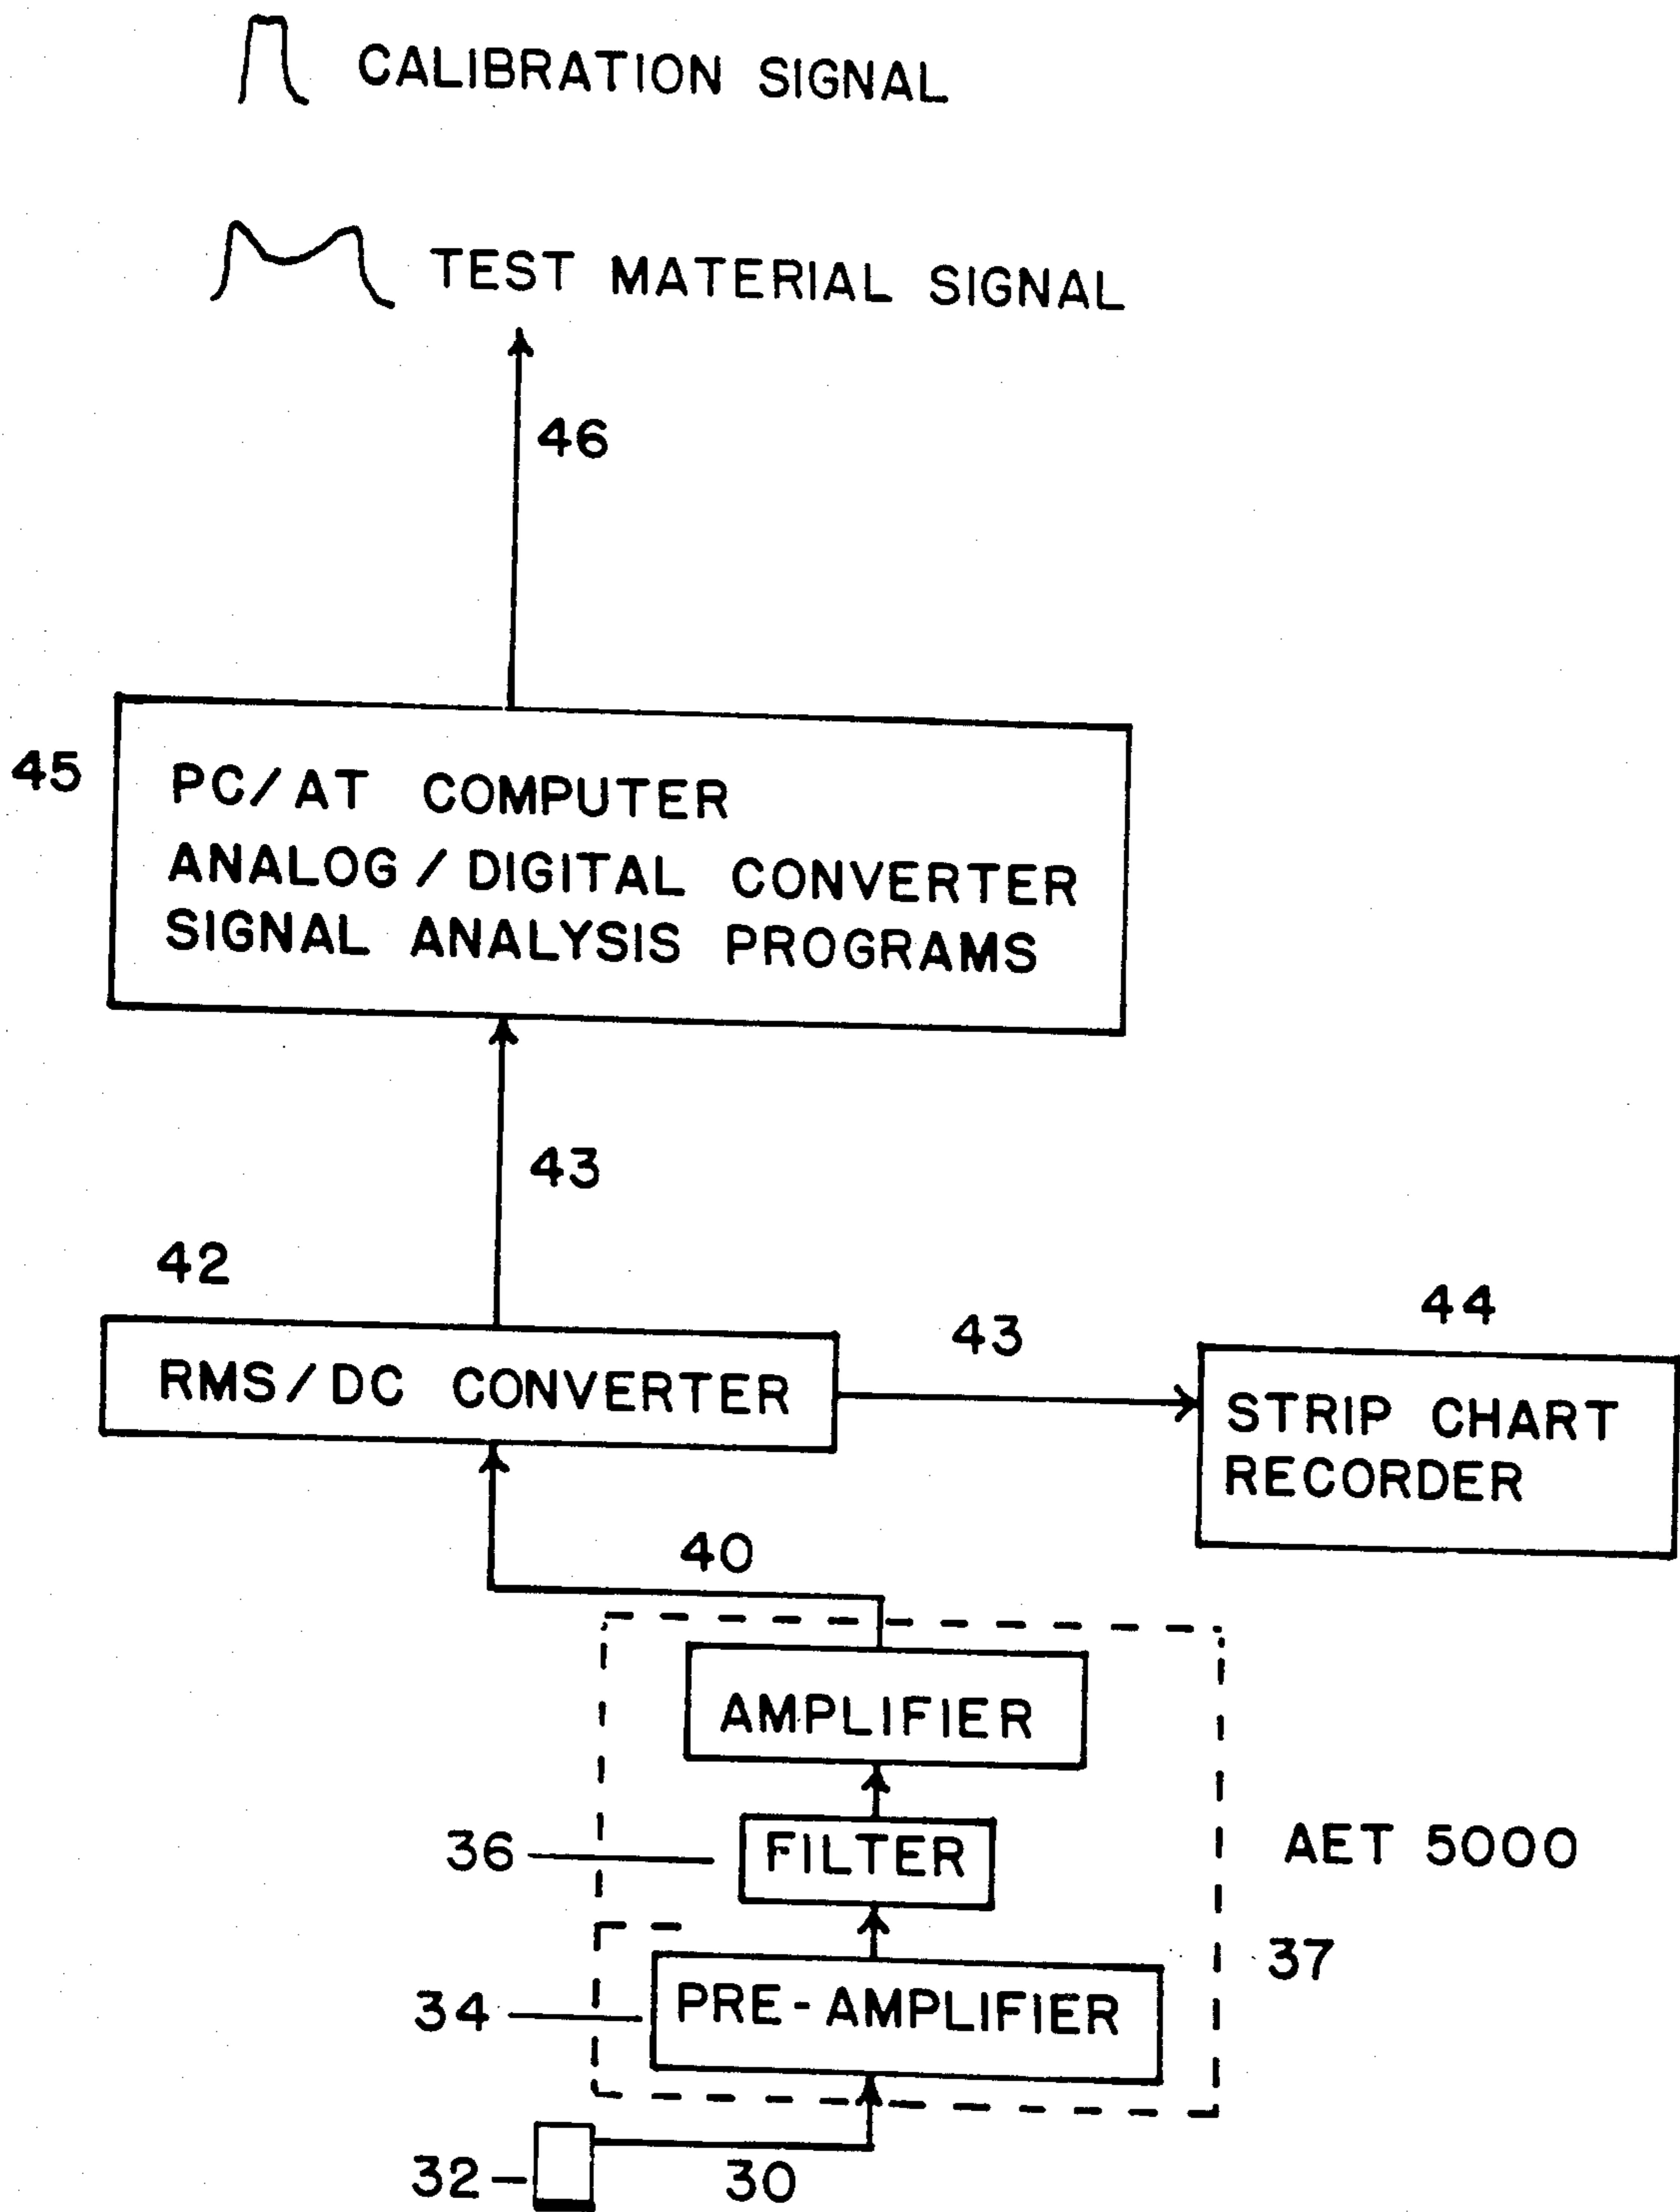 CALIBRATION SIGNAL
TEST MATERIAL SIGNAL
46
45
PC/AT COMPUTER
ANALOG/DIGITAL CONVERTER
SIGNAL ANALYSIS PROGRAMS
43
42
43
44
RMS/DC CONVERTER
STRIP CHART
RECORDER
40
AMPLIFIER
36
FILTER
AET 5000
37
34
PRE-AMPLIFIER
32
30